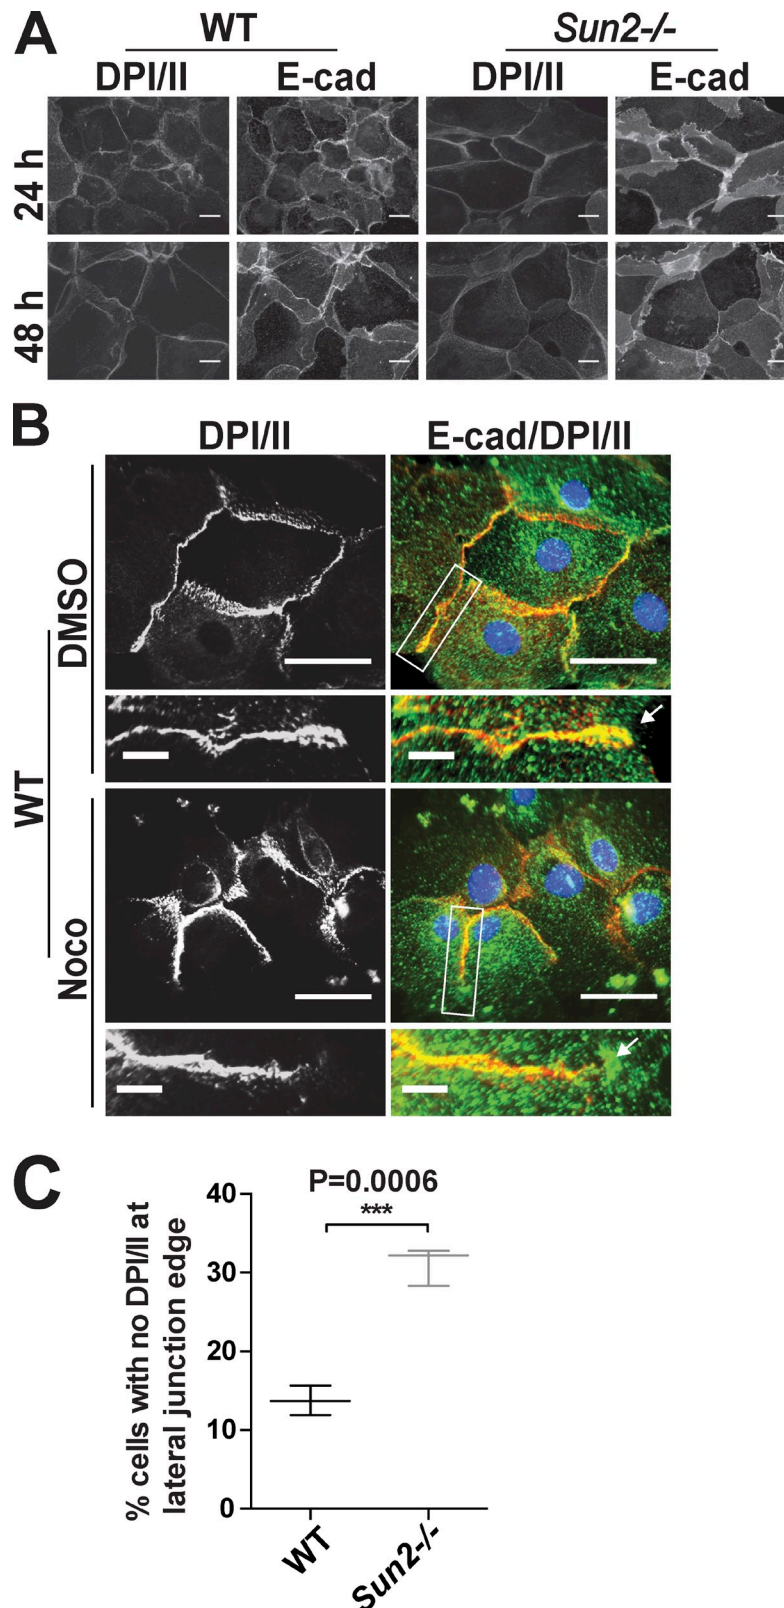 A
WT
Sun2-/-
DPI/II
E-cad
DPI/II
E-cad
24 h
48 h
B
DPI/II
E-cad/DPI/II
WT
DMSO
Noco
C
P=0.0006
***
% cells with no DPI/II at
lateral junction edge
40
30
20
10
0
WT
Sun2-/-